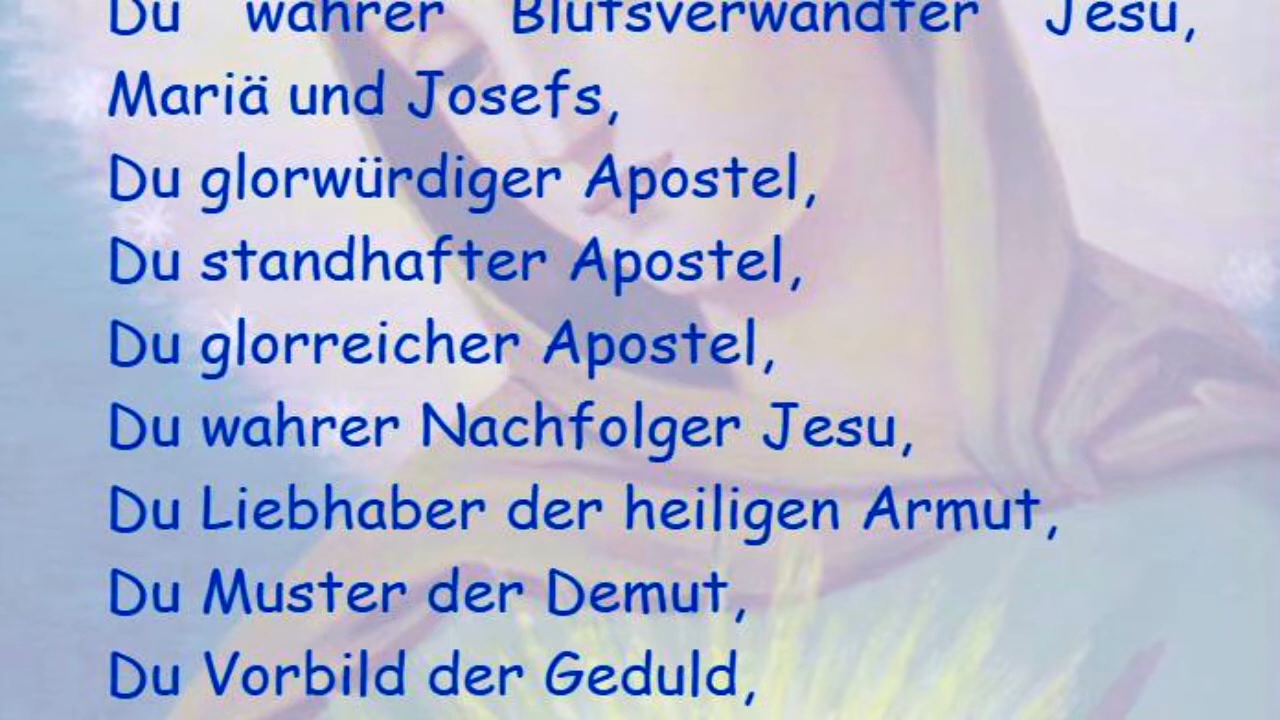 Du wahrer Blutsverwandter Jesu,
Mariä und Josefs,
Du glorwürdiger Apostel,
Du standhafter Apostel,
Du glorreicher Apostel,
Du wahrer Nachfolger Jesu,
Du Liebhaber der heiligen Armut,
Du Muster der Demut,
Du Vorbild der Geduld,